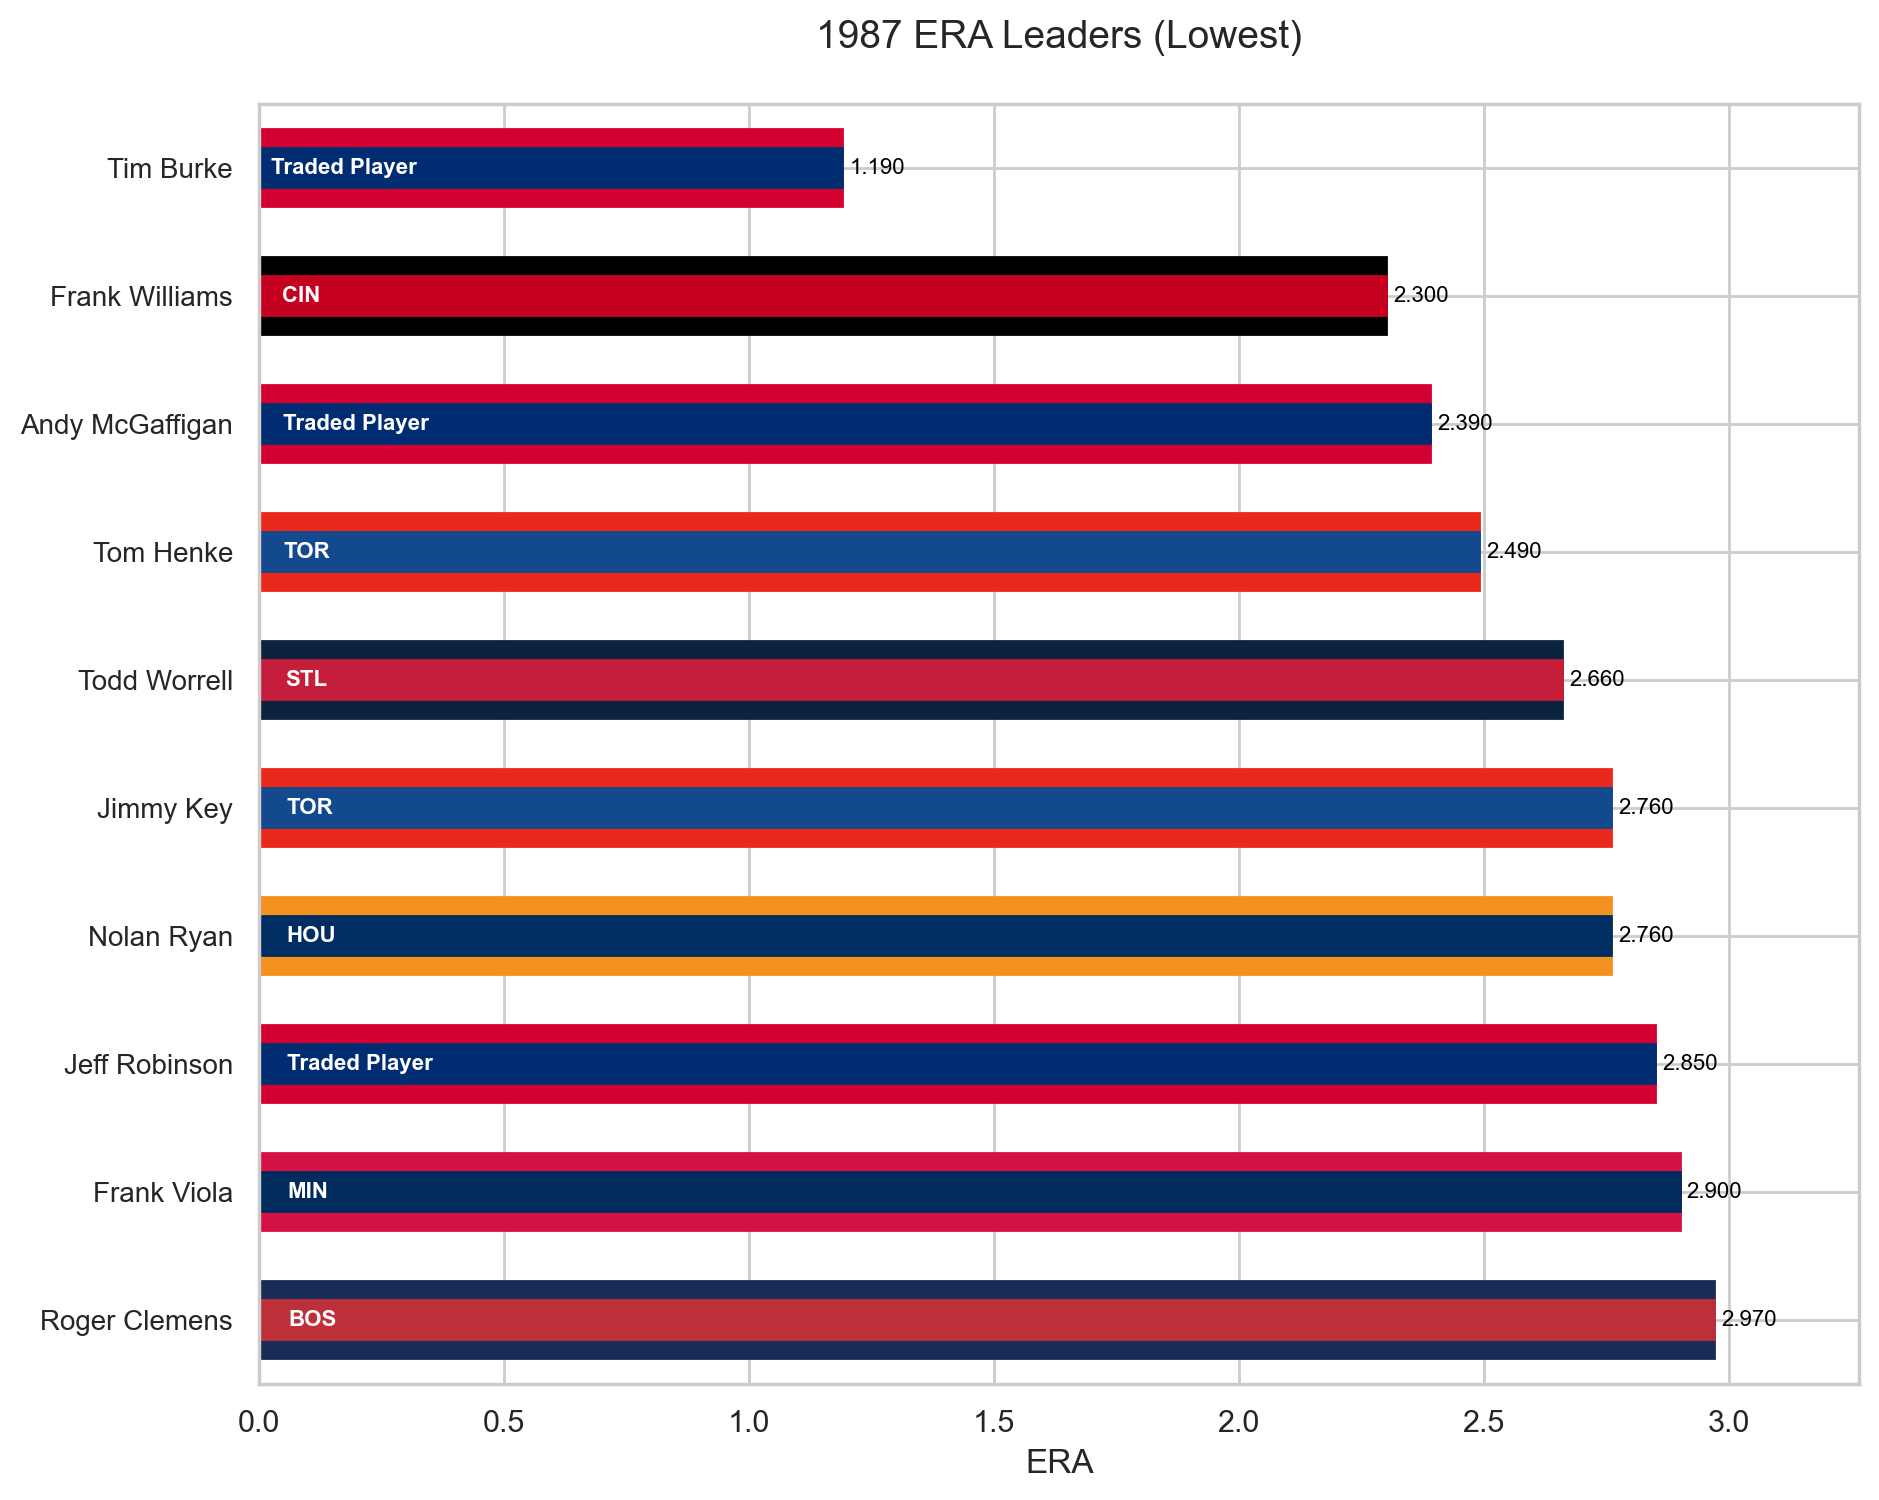 1987 ERA Leaders (Lowest)
Tim Burke
Traded Player
1.190
Frank Williams
CIN
2.300
Andy McGaffigan
Traded Player
2.390
Tom Henke
TOR
2.490
Todd Worrell
STL
2.660
Jimmy Key
TOR
2.760
Nolan Ryan
HOU
2.760
Jeff Robinson
Traded Player
2.850
Frank Viola
MIN
2.900
Roger Clemens
BOS
2.970
0.0 0.5 1.0 1.5 2.0 2.5 3.0
ERA